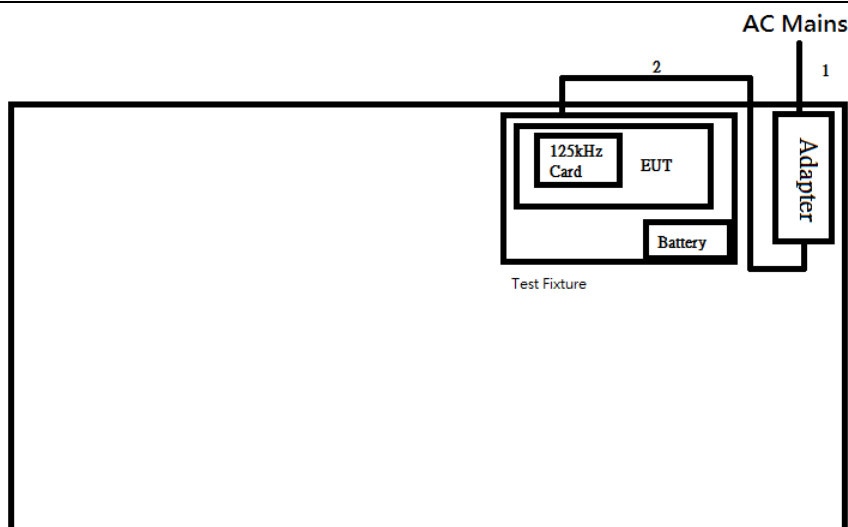 AC Mains
2
1
125kHz
Card
EUT
Adapter
Battery
Test Fixture